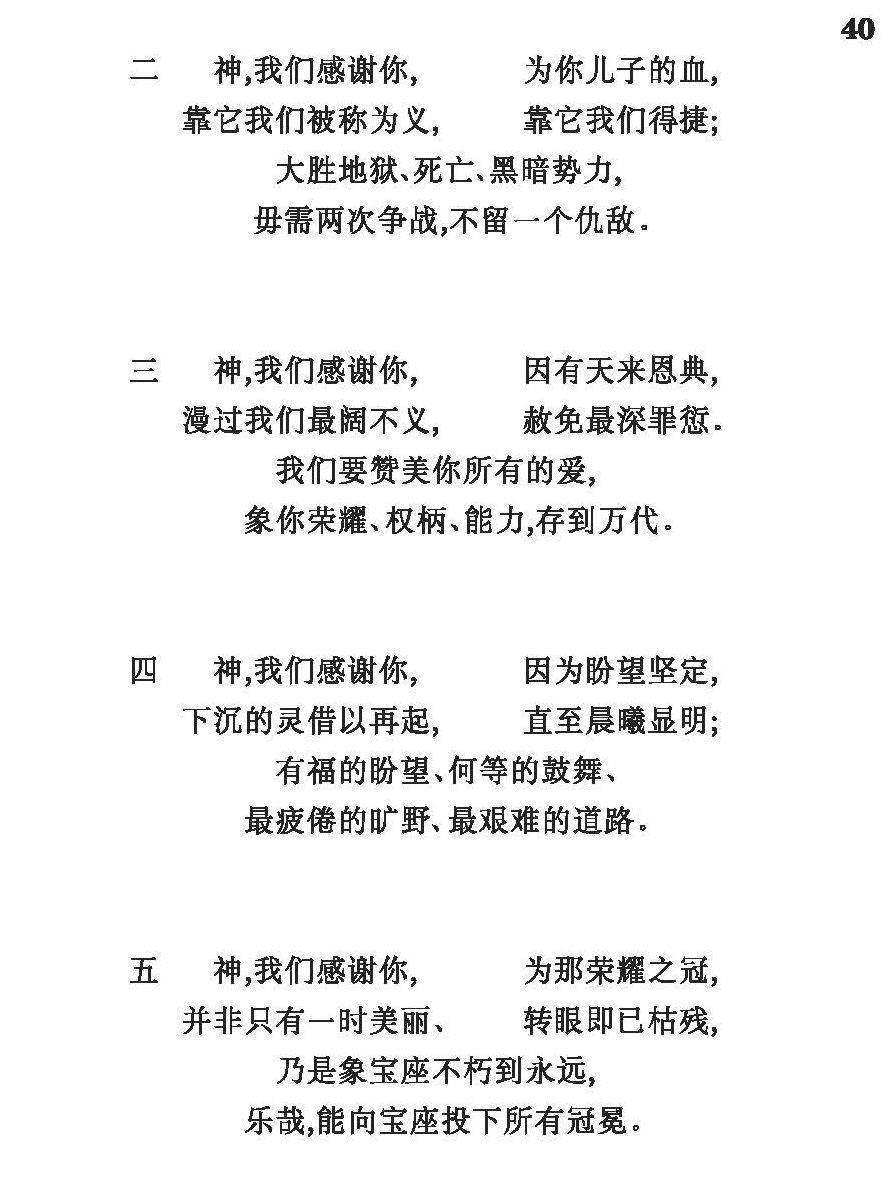 40
二 神,我们感谢你, 为你儿子的血,
靠它我们被称为义, 靠它我们得捷;
大胜地狱、死亡、黑暗势力,
毋需两次争战,不留一个仇敌。
三 神,我们感谢你, 因有天来恩典,
漫过我们最阔不义, 赦免最深罪愆。
我们要赞美你所有的爱,
象你荣耀、权柄、能力,存到万代。
四 神,我们感谢你, 因为盼望坚定,
下沉的灵借以再起, 直至晨曦显明;
有福的盼望、何等的鼓舞、
最疲倦的旷野、最艰难的道路。
五 神,我们感谢你, 为那荣耀之冠,
并非只有一时美丽、 转眼即已枯残,
乃是象宝座不朽到永远,
乐哉,能向宝座投下所有冠冕。